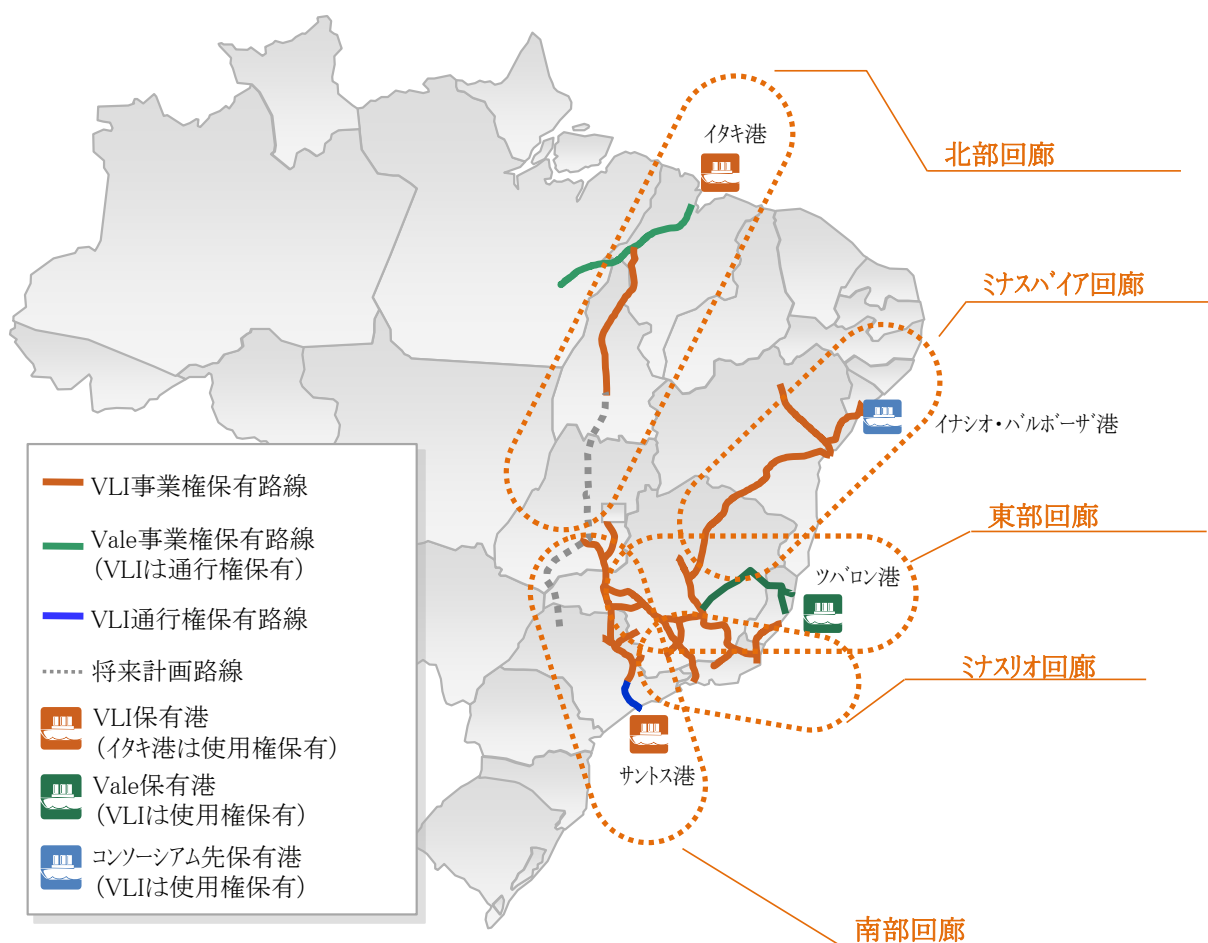 イタキ港
北部回廊
ミナスバイア回廊
イナシオ・バルボーザ港
東部回廊
ツバロン港
ミナスリオ回廊
サントス港
南部回廊
VLI事業権保有路線
Vale事業権保有路線
(VLIは通行権保有)
VLI通行権保有路線
将来計画路線
VLI保有港
(イタキ港は使用権保有)
Vale保有港
(VLIは使用権保有)
コンソーシアム先保有港
(VLIは使用権保有)